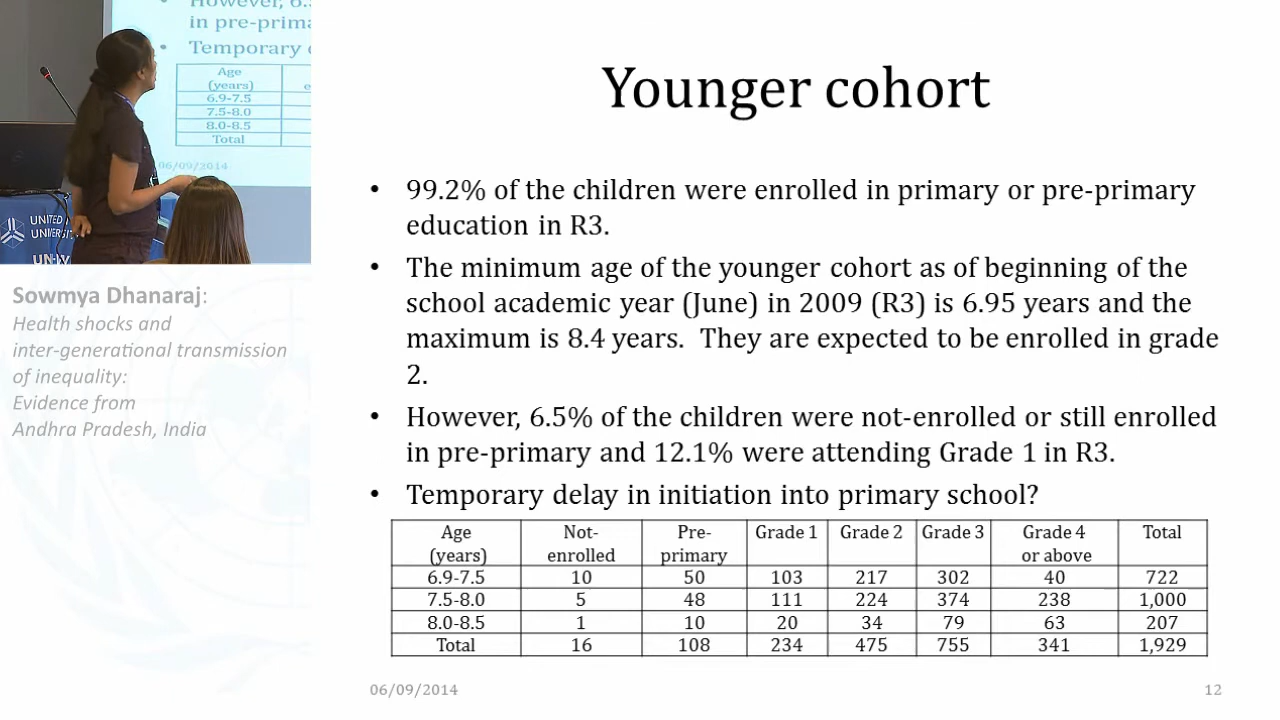 However, 6.
in pre-prima
Temporary
Age
(years)
6.9-7.5
7.5-8.0
8.0-8.5
Total
06/09/2014
UNITED
UNIVERSI
Sowmya Dhanaraj:
Health shocks and
inter-generational transmission
of inequality:
Evidence from
Andhra Pradesh, India
Younger cohort
• 99.2% of the children were enrolled in primary or pre-primary
education in R3.
• The minimum age of the younger cohort as of beginning of the
school academic year (June) in 2009 (R3) is 6.95 years and the
maximum is 8.4 years. They are expected to be enrolled in grade
2.
• However, 6.5% of the children were not-enrolled or still enrolled
in pre-primary and 12.1% were attending Grade 1 in R3.
• Temporary delay in initiation into primary school?
Age (years) Not-enrolled Pre-primary Grade 1 Grade 2 Grade 3 Grade 4 or above Total
6.9-7.5 10 50 103 217 302 40 722
7.5-8.0 5 48 111 224 374 238 1,000
8.0-8.5 1 10 20 34 79 63 207
Total 16 108 234 475 755 341 1,929
06/09/2014 12